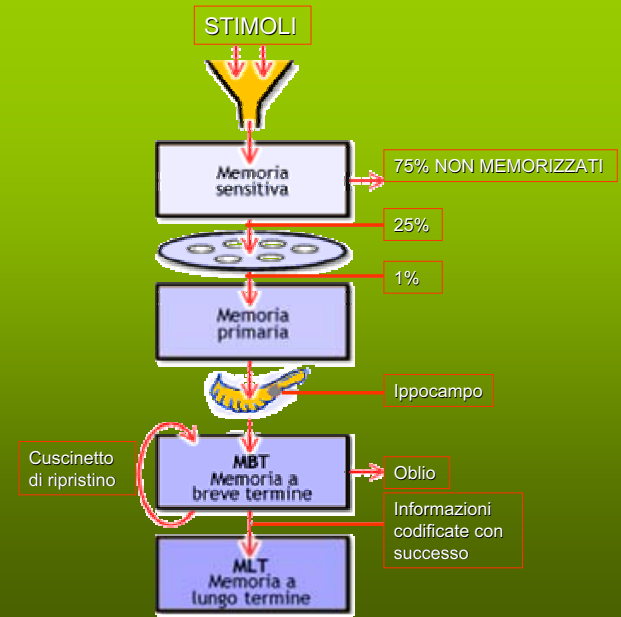 STIMOLI
Memoria
sensitiva
75% NON MEMORIZZATI
25%
1%
Memoria
primaria
Ippocampo
Cuscinetto
di ripristino
MBT
Memoria a
breve termine
Oblio
Informazioni
codificate con
successo
MLT
Memoria a
lungo termine